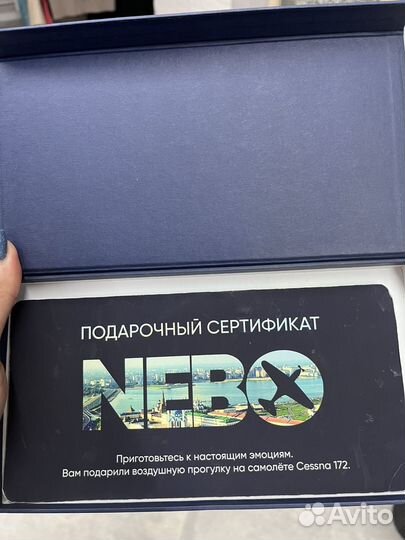 ПОДАРОЧНЫЙ СЕРТИФИКАТ
NEBO
Приготовьтесь к настоящим эмоциям.
Вам подарили воздушную прогулку на самолёте Cessna 172.
Avito